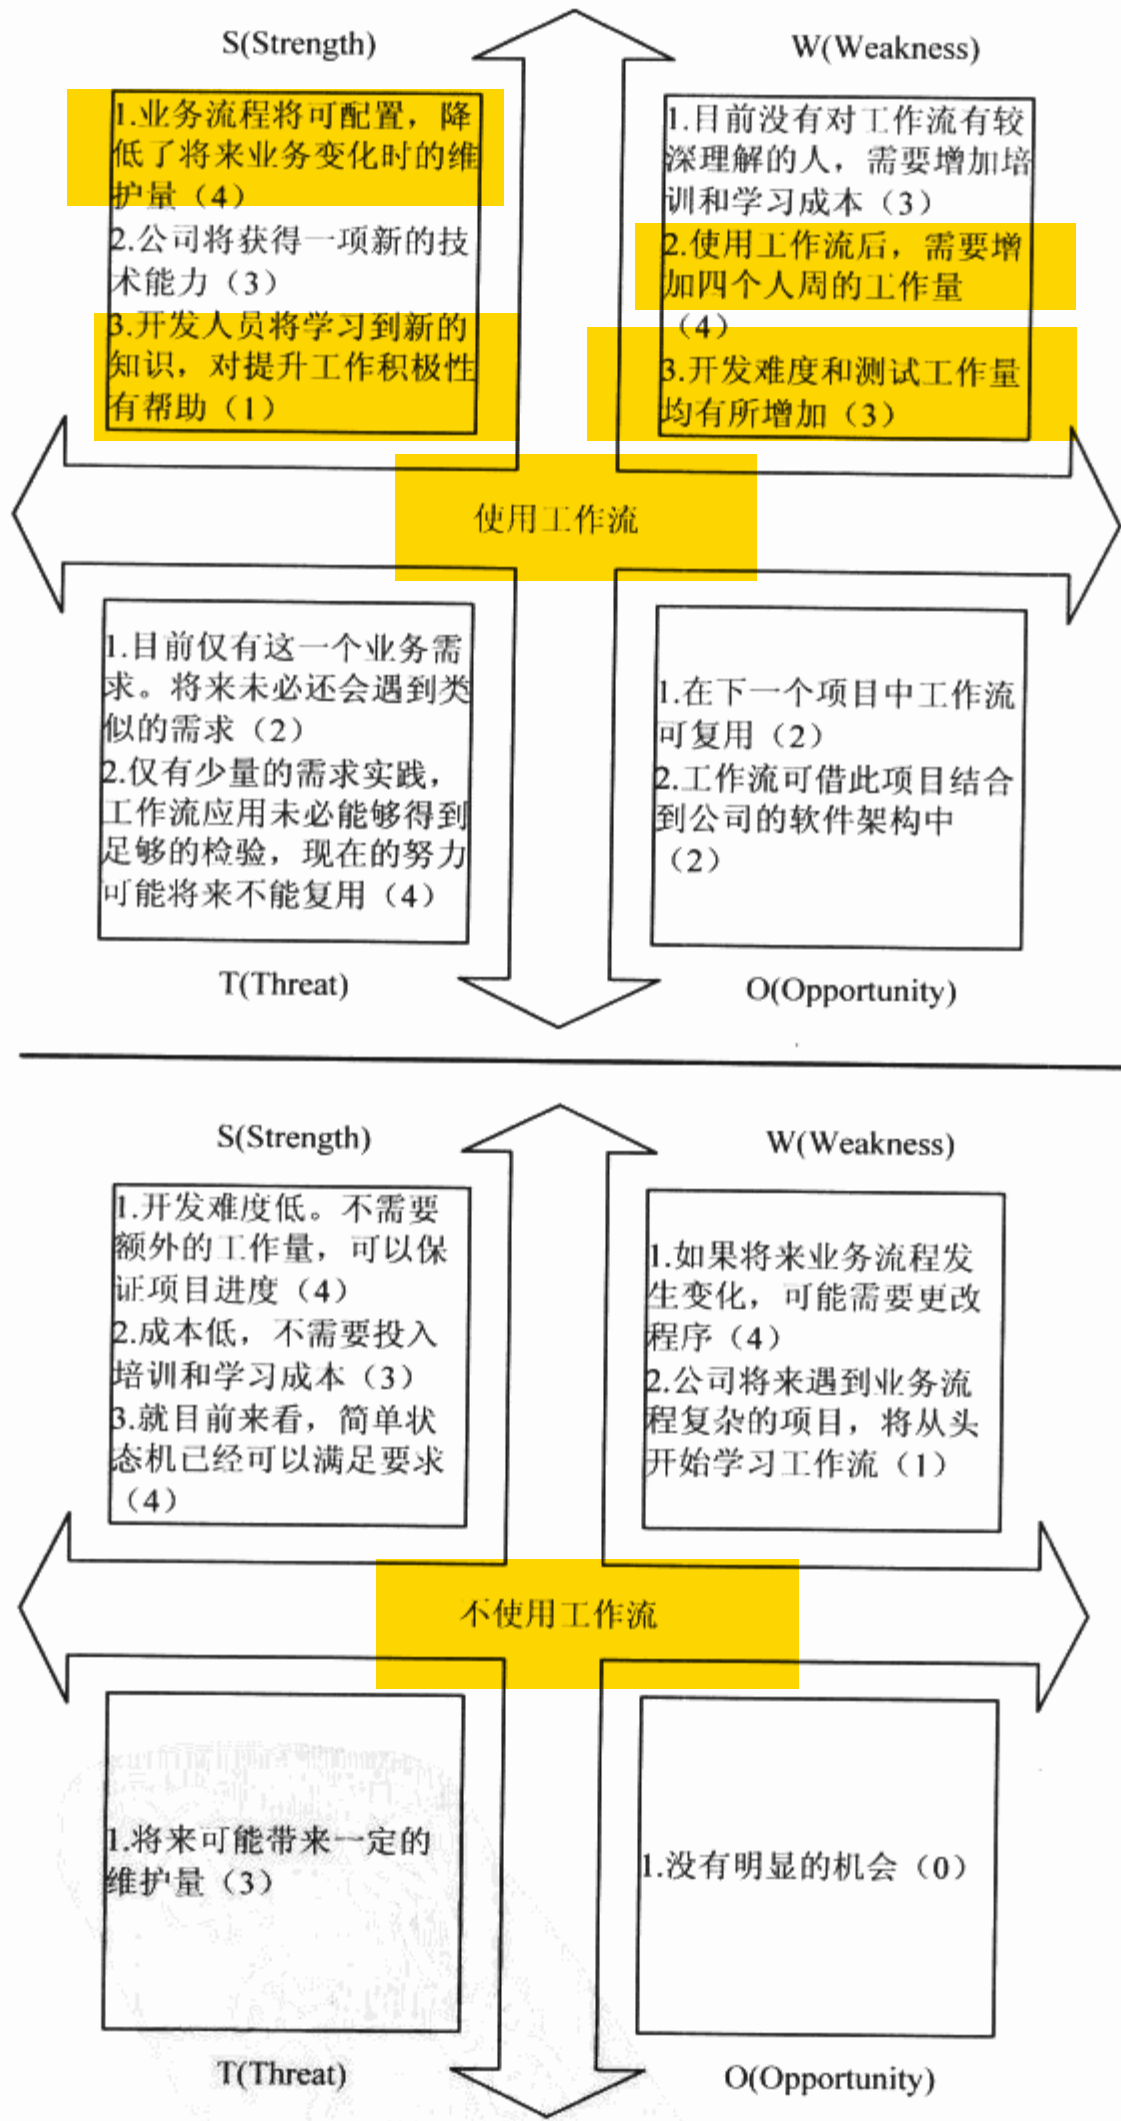 S(Strength)
W(Weakness)
1.业务流程将可配置，降
低了将来业务变化时的维
护量（4）
2.公司将获得一项新的技
术能力（3）
3.开发人员将学习到新的
知识，对提升工作积极性
有帮助（1）
1.目前没有对工作流有较
深理解的人，需要增加培
训和学习成本（3）
2.使用工作流后，需要增
加四个人周的工作量
（4）
3.开发难度和测试工作量
均有所增加（3）
使用工作流
1.目前仅有这一个业务需
求。将来未必还会遇到类
似的需求（2）
2.仅有少量的需求实践，
工作流应用未必能够得到
足够的检验，现在的努力
可能将来不能复用（4）
1.在下一个项目中工作流
可复用（2）
2.工作流可借此项目结合
到公司的软件架构中
（2）
T(Threat)
O(Opportunity)
S(Strength)
W(Weakness)
1.开发难度低。不需要
额外的工作量，可以保
证项目进度（4）
2.成本低，不需要投入
培训和学习成本（3）
3.就目前来看，简单状
态机已经可以满足要求
（4）
1.如果将来业务流程发
生变化，可能需要更改
程序（4）
2.公司将来遇到业务流
程复杂的项目，将从头
开始学习工作流（1）
不使用工作流
1.将来可能带来一定的
维护量（3）
1.没有明显的机会（0）
T(Threat)
O(Opportunity)